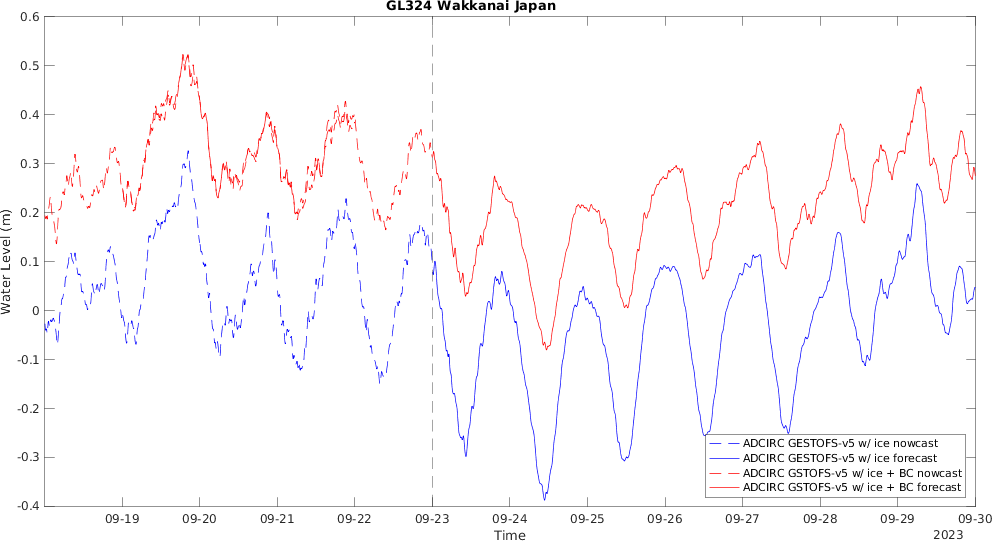 GL324 Wakkanai Japan
0.6
0.5
0.4
0.3
0.2
0.1
0
-0.1
-0.2
-0.3
-0.4
Water Level (m)
ADCIRC GESTOFS-v5 w/ ice nowcast
ADCIRC GESTOFS-v5 w/ ice forecast
ADCIRC GSTOFS-v5 w/ ice + BC nowcast
ADCIRC GSTOFS-v5 w/ ice + BC forecast
09-19 09-20 09-21 09-22 09-23 09-24 09-25 09-26 09-27 09-28 09-29 09-30
Time
2023